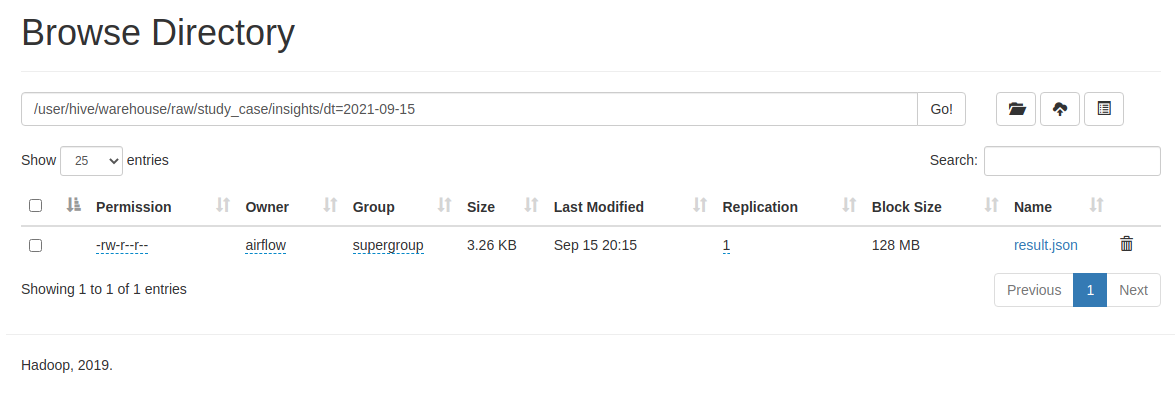 Browse Directory
/user/hive/warehouse/raw/study_case/insights/dt=2021-09-15 Go!
Show 25 entries Search:
Permission Owner Group Size Last Modified Replication Block Size Name
-rw-r--r-- airflow supergroup 3.26 KB Sep 15 20:15 1 128 MB result.json
Showing 1 to 1 of 1 entries Previous 1 Next
Hadoop, 2019.